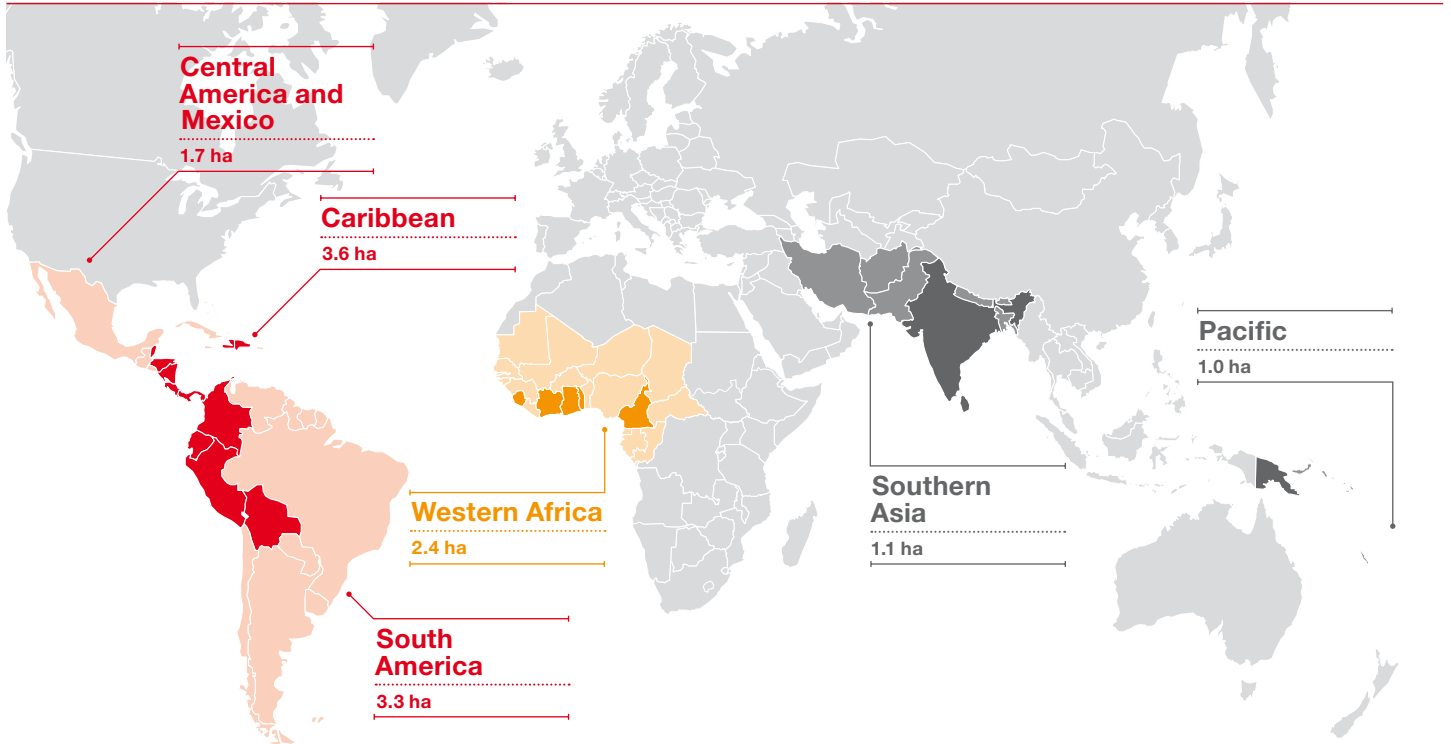 Central
America and
Mexico
1.7 ha
Caribbean
3.6 ha
Pacific
1.0 ha
Western Africa
2.4 ha
Southern
Asia
1.1 ha
South
America
3.3 ha